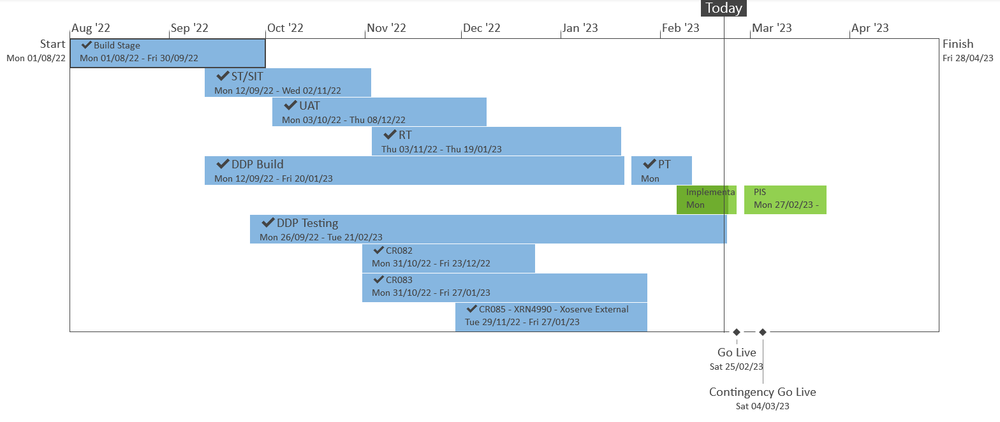 Today
Aug '22 Sep '22 Oct '22 Nov '22 Dec '22 Jan '23 Feb '23 Mar '23 Apr '23
Start
Mon 01/08/22
Finish
Fri 28/04/23
Build Stage
Mon 01/08/22 - Fri 30/09/22
ST/SIT
Mon 12/09/22 - Wed 02/11/22
UAT
Mon 03/10/22 - Thu 08/12/22
RT
Thu 03/11/22 - Thu 19/01/23
DDP Build
Mon 12/09/22 - Fri 20/01/23
PT
Mon
Implementa
Mon
PIS
Mon 27/02/23 -
DDP Testing
Mon 26/09/22 - Tue 21/02/23
CR082
Mon 31/10/22 - Fri 23/12/22
CR083
Mon 31/10/22 - Fri 27/01/23
CR085 - XRN4990 - Xoserve External
Tue 29/11/22 - Fri 27/01/23
Go Live
Sat 25/02/23
Contingency Go Live
Sat 04/03/23